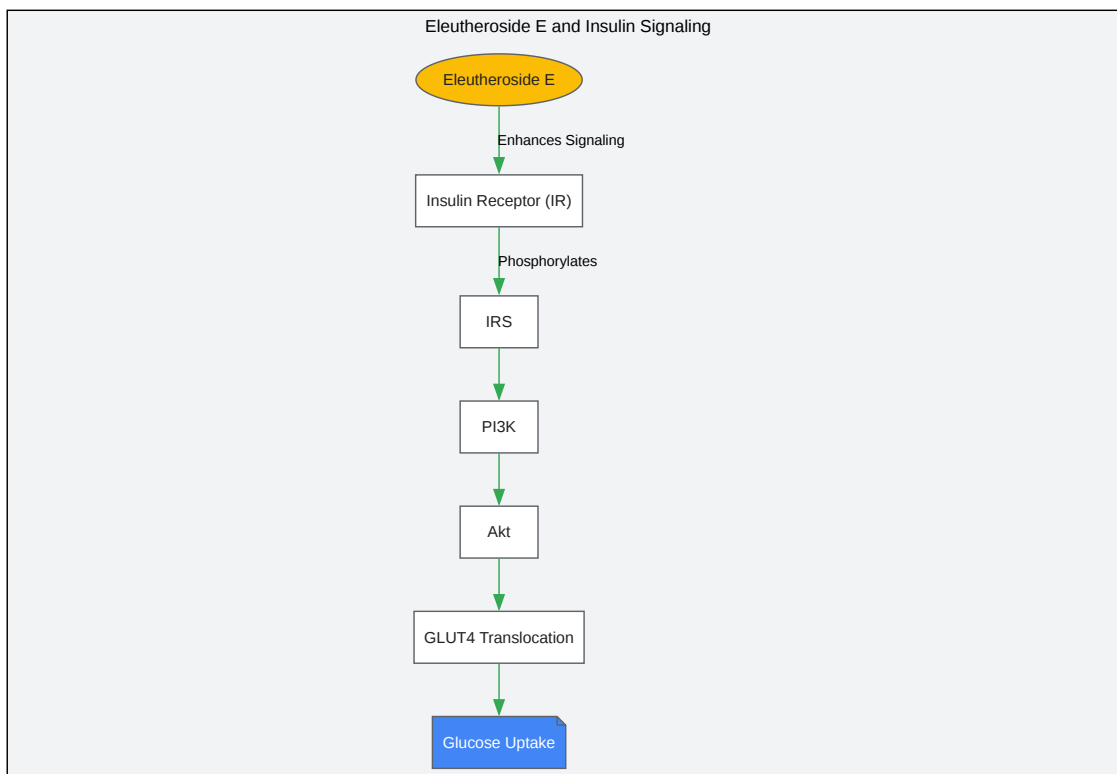 Eleutheroside E and Insulin Signaling
Eleutheroside E
Enhances Signaling
Insulin Receptor (IR)
Phosphorylates
IRS
PI3K
Akt
GLUT4 Translocation
Glucose Uptake